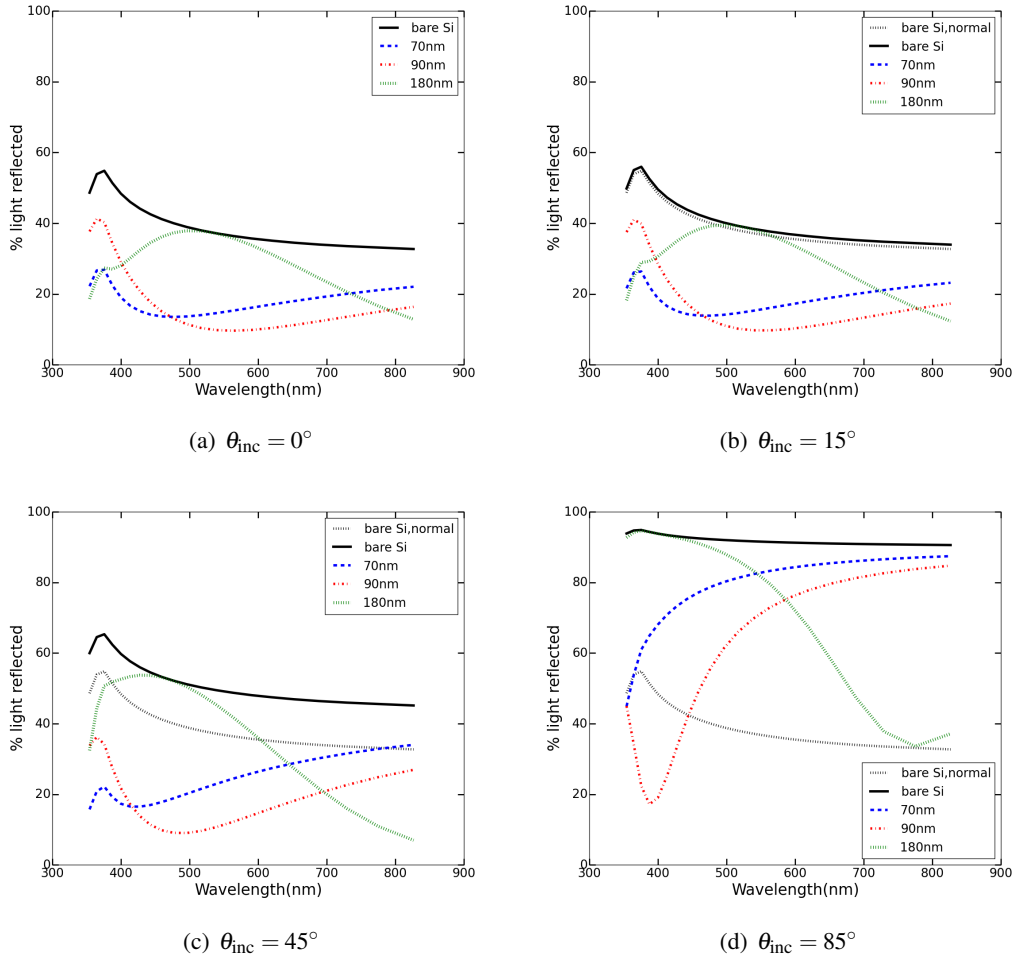 100
80
60
40
20
0
% light reflected
300 400 500 600 700 800 900
Wavelength(nm)
bare Si
70nm
90nm
180nm
(a) θinc = 0°
100
80
60
40
20
0
% light reflected
300 400 500 600 700 800 900
Wavelength(nm)
bare Si,normal
bare Si
70nm
90nm
180nm
(b) θinc = 15°
100
80
60
40
20
0
% light reflected
300 400 500 600 700 800 900
Wavelength(nm)
bare Si,normal
bare Si
70nm
90nm
180nm
(c) θinc = 45°
100
80
60
40
20
0
% light reflected
300 400 500 600 700 800 900
Wavelength(nm)
bare Si,normal
bare Si
70nm
90nm
180nm
(d) θinc = 85°